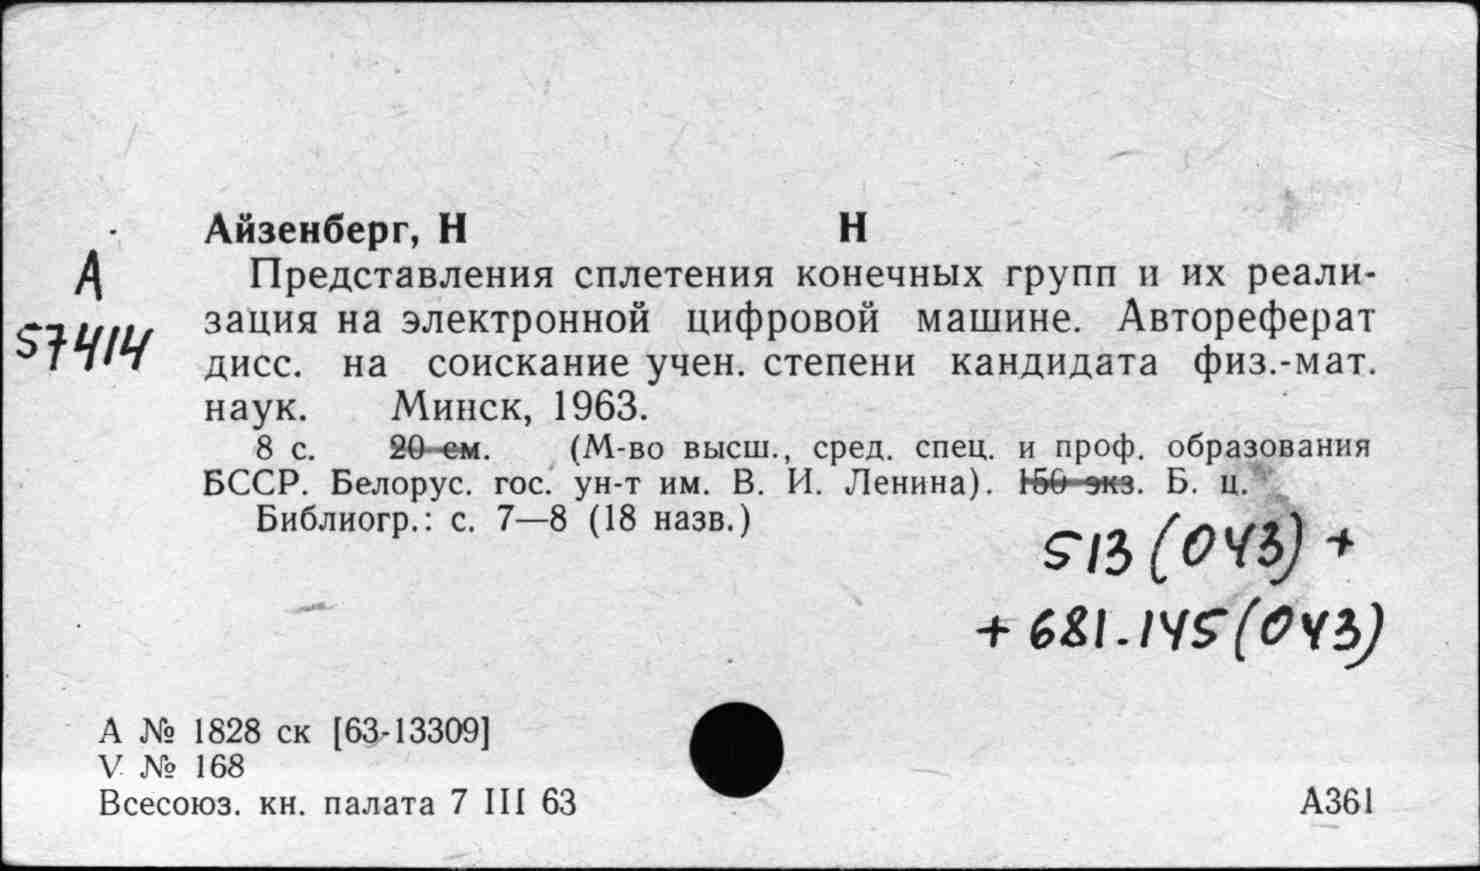 Айзенберг, Н Н
А
57414
Представления сплетения конечных групп и их реали-
зация на электронной цифровой машине. Автореферат
дисс. на соискание учен. степени кандидата физ.-мат.
наук. Минск, 1963.
8 с. 20 см. (М-во высш., сред. спец. и проф. образования
БССР. Белорус. гос. ун-т им. В. И. Ленина). 150 экз. Б. ц.
Библиогр.: с. 7—8 (18 назв.)
513(043)+
+681.145(043)
А № 1828 ск [63-13309]
V № 168
Всесоюз. кн. палата 7 III 63
А361